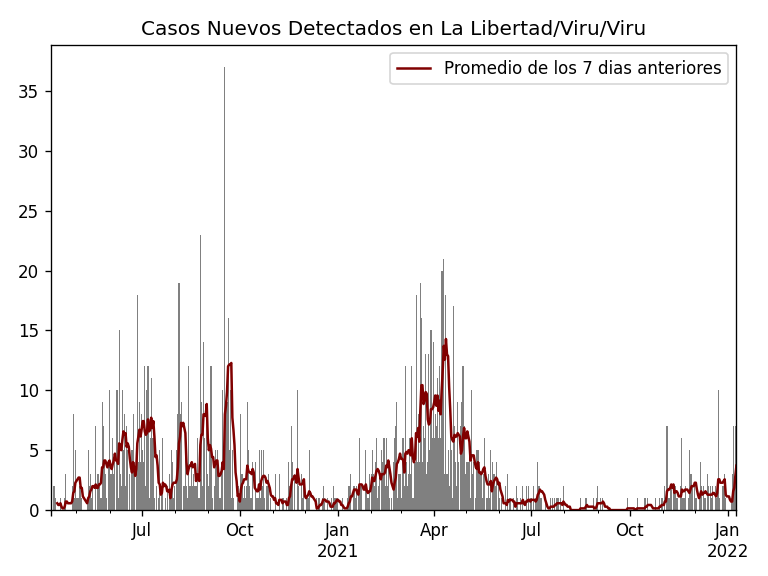 Casos Nuevos Detectados en La Libertad/Viru/Viru
Promedio de los 7 dias anteriores
35
30
25
20
15
10
5
0
Jul
Oct
Jan
2021
Apr
Jul
Oct
Jan
2022